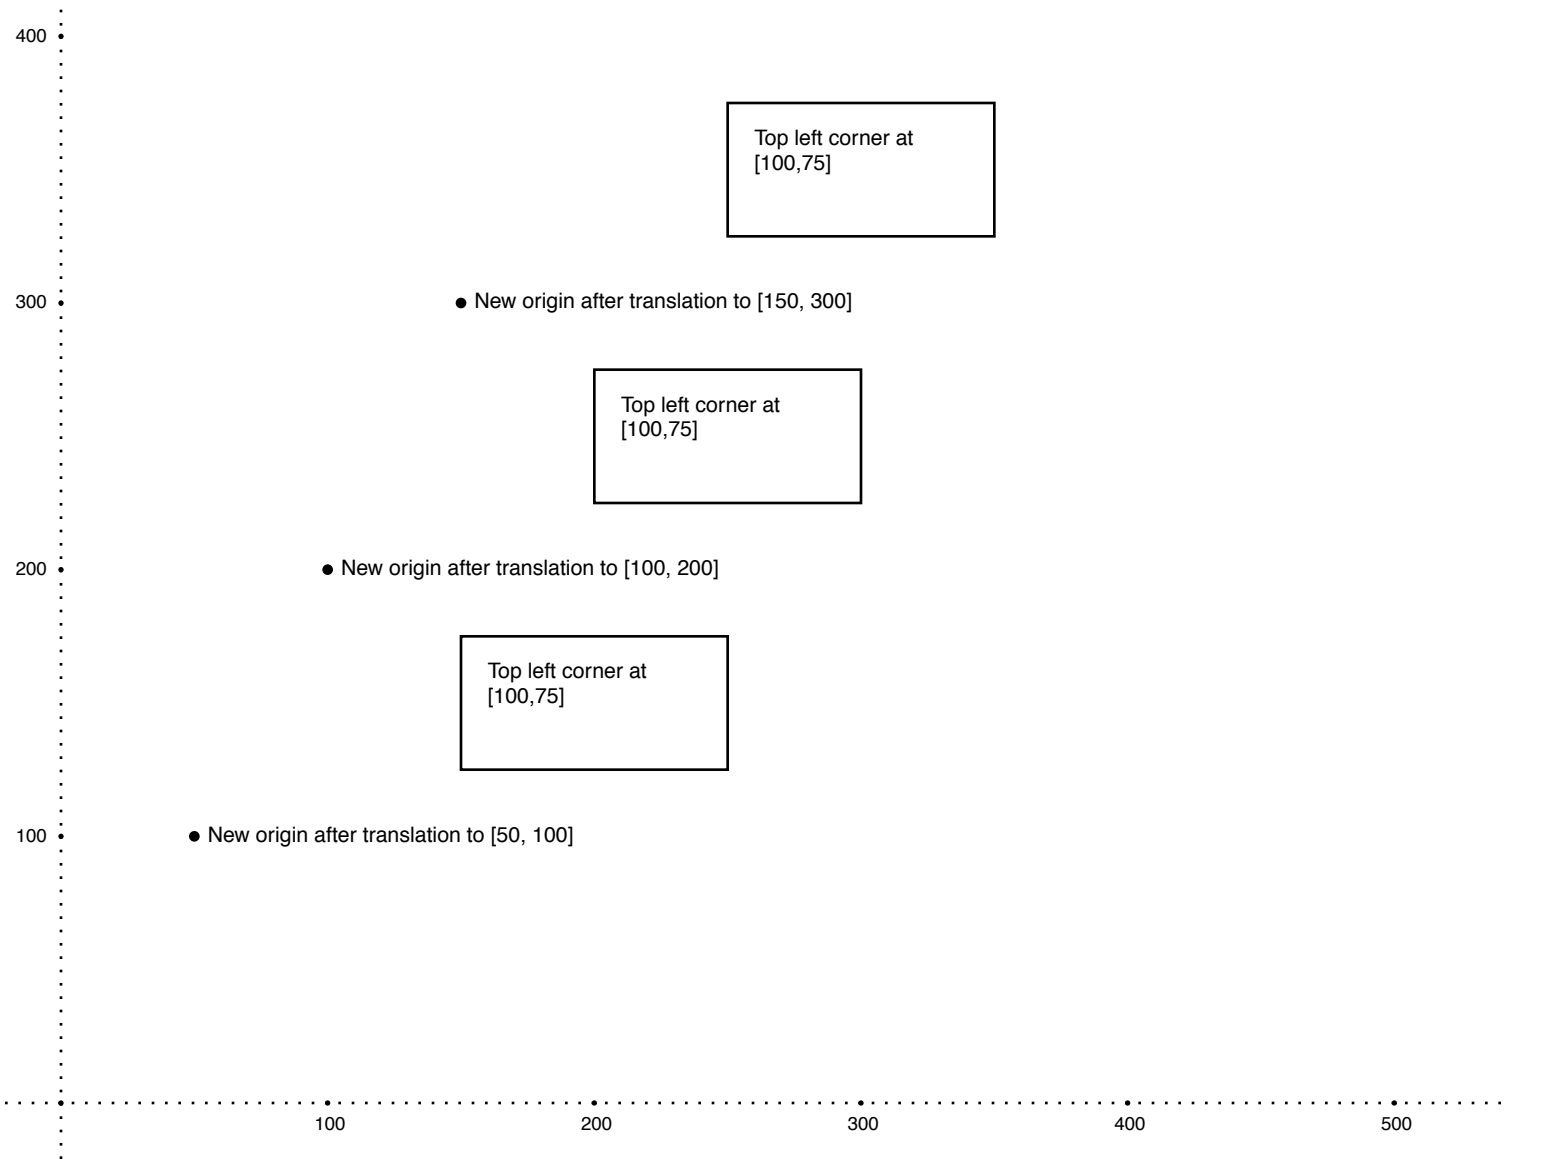 400
Top left corner at
[100,75]
300
New origin after translation to [150, 300]
Top left corner at
[100,75]
200
New origin after translation to [100, 200]
Top left corner at
[100,75]
100
New origin after translation to [50, 100]
100
200
300
400
500